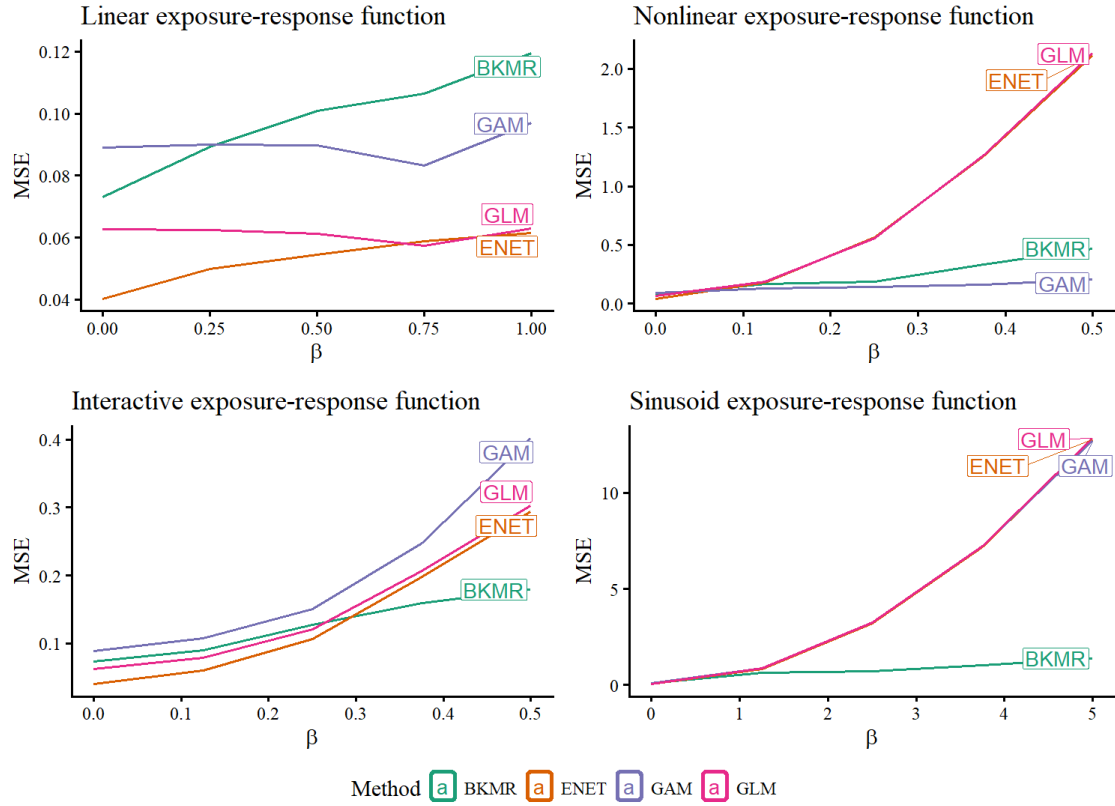 Linear exposure-response function
0.12
0.10
0.08
0.06
0.04
MSE
BKMR
GAM
GLM
ENET
0.00 0.25 0.50 0.75 1.00
β
Nonlinear exposure-response function
2.0
1.5
1.0
0.5
0.0
MSE
GLM
ENET
BKMR
GAM
0.0 0.1 0.2 0.3 0.4 0.5
β
Interactive exposure-response function
0.4
0.3
0.2
0.1
MSE
GAM
GLM
ENET
BKMR
0.0 0.1 0.2 0.3 0.4 0.5
β
Sinusoid exposure-response function
10
5
0
MSE
GLM
ENET GAM
BKMR
0 1 2 3 4 5
β
Method a BKMR a ENET a GAM a GLM